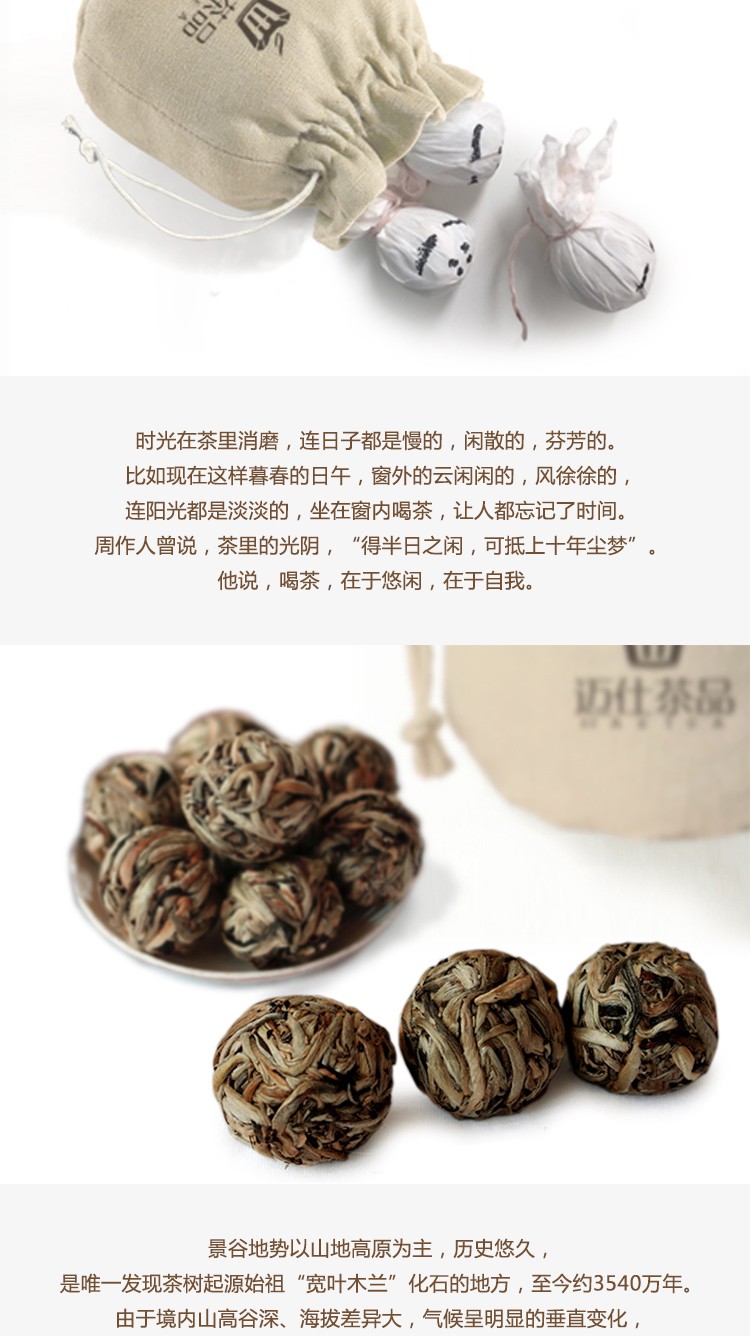 时光在茶里消磨，连日子都是慢的，闲散的，芬芳的。
比如现在这样暮春的日午，窗外的云闲闲的，风徐徐的，
连阳光都是淡淡的，坐在窗内喝茶，让人都忘记了时间。
周作人曾说，茶里的光阴，“得半日之闲，可抵上十年尘梦”。
他说，喝茶，在于悠闲，在于自我。
迈仕茶品
景谷地势以山地高原为主，历史悠久，
是唯一发现茶树起源始祖“宽叶木兰”化石的地方，至今约3540万年。
由于境内山高谷深、海拔差异大，气候呈明显的垂直变化，